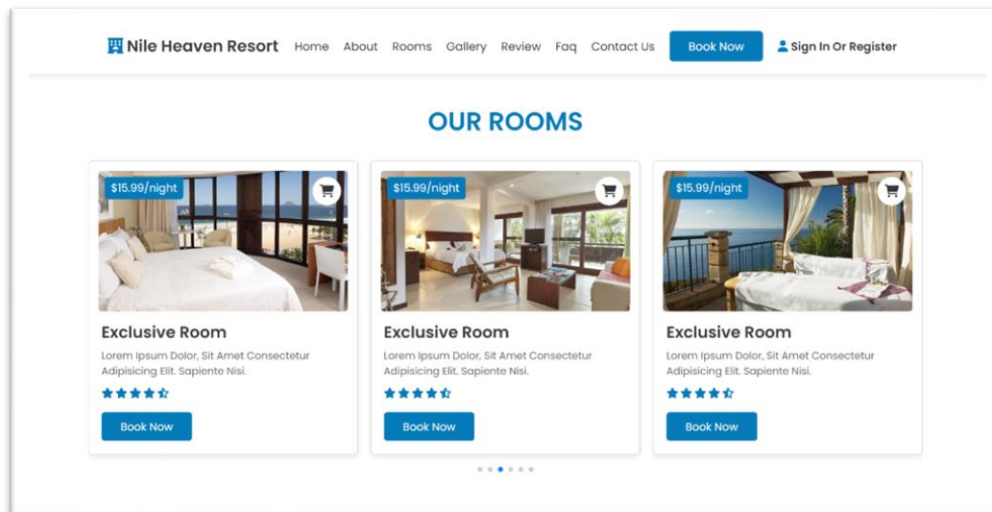 Nile Heaven Resort Home About Rooms Gallery Review Faq Contact Us Book Now Sign In Or Register
OUR ROOMS
$15.99/night
Exclusive Room
Lorem Ipsum Dolor, Sit Amet Consectetur
Adipisicing Elit. Sapiente Nisi.
Book Now
$15.99/night
Exclusive Room
Lorem Ipsum Dolor, Sit Amet Consectetur
Adipisicing Elit. Sapiente Nisi.
Book Now
$15.99/night
Exclusive Room
Lorem Ipsum Dolor, Sit Amet Consectetur
Adipisicing Elit. Sapiente Nisi.
Book Now